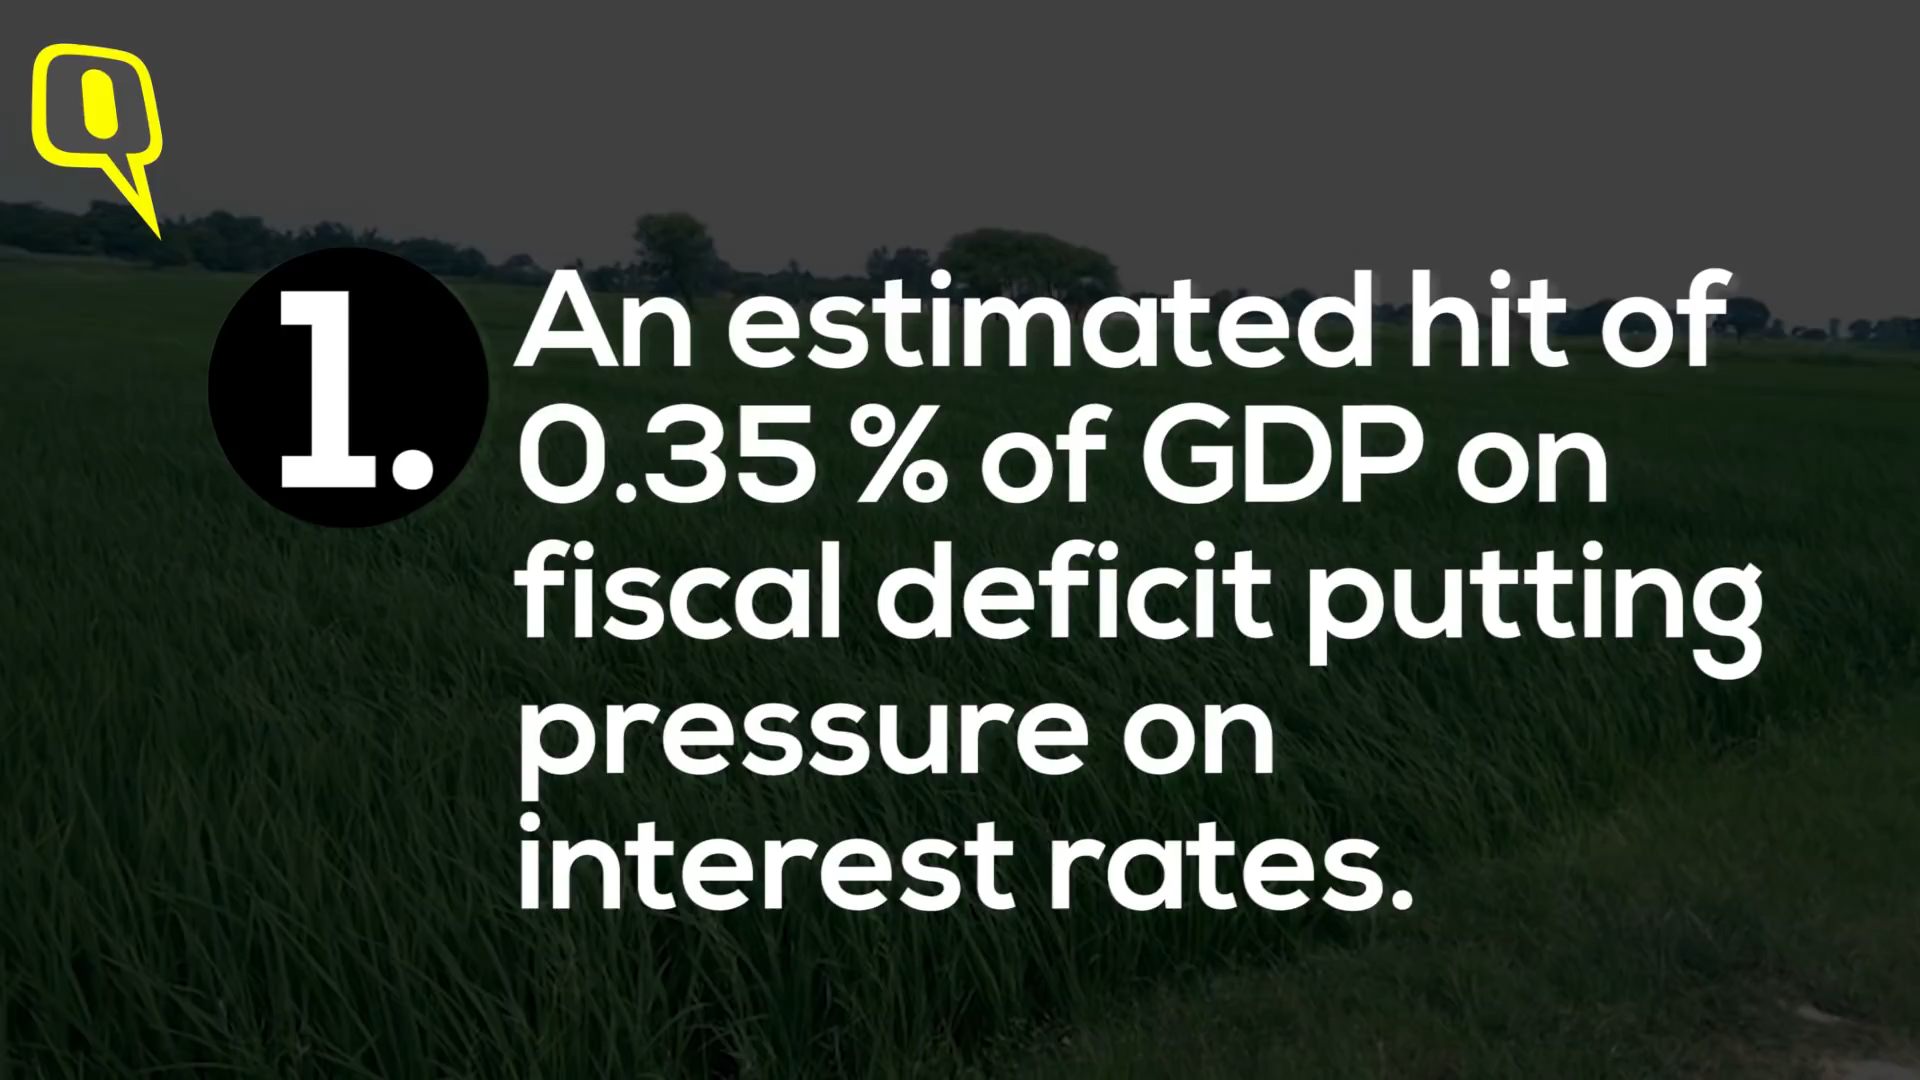 1.
An estimated hit of
0.35 % of GDP on
fiscal deficit putting
pressure on
interest rates.